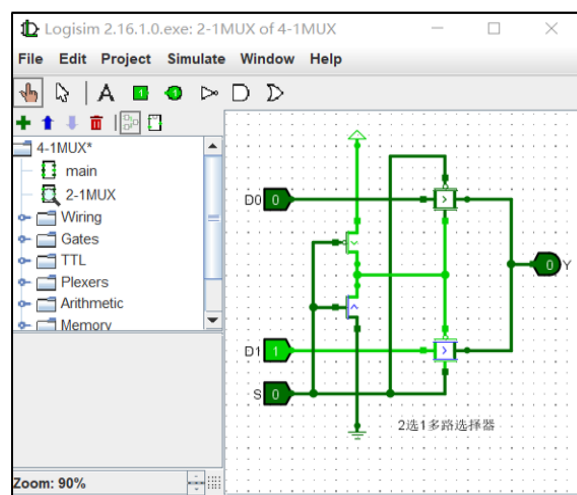 Logisim 2.16.1.0.exe: 2-1MUX of 4-1MUX
File Edit Project Simulate Window Help
A 1 1
4-1MUX*
main
2-1MUX
Wiring
Gates
TTL
Plexers
Arithmetic
Memory
Zoom: 90%
D0 0
0 Y
D1 1
S 0
2选1多路选择器